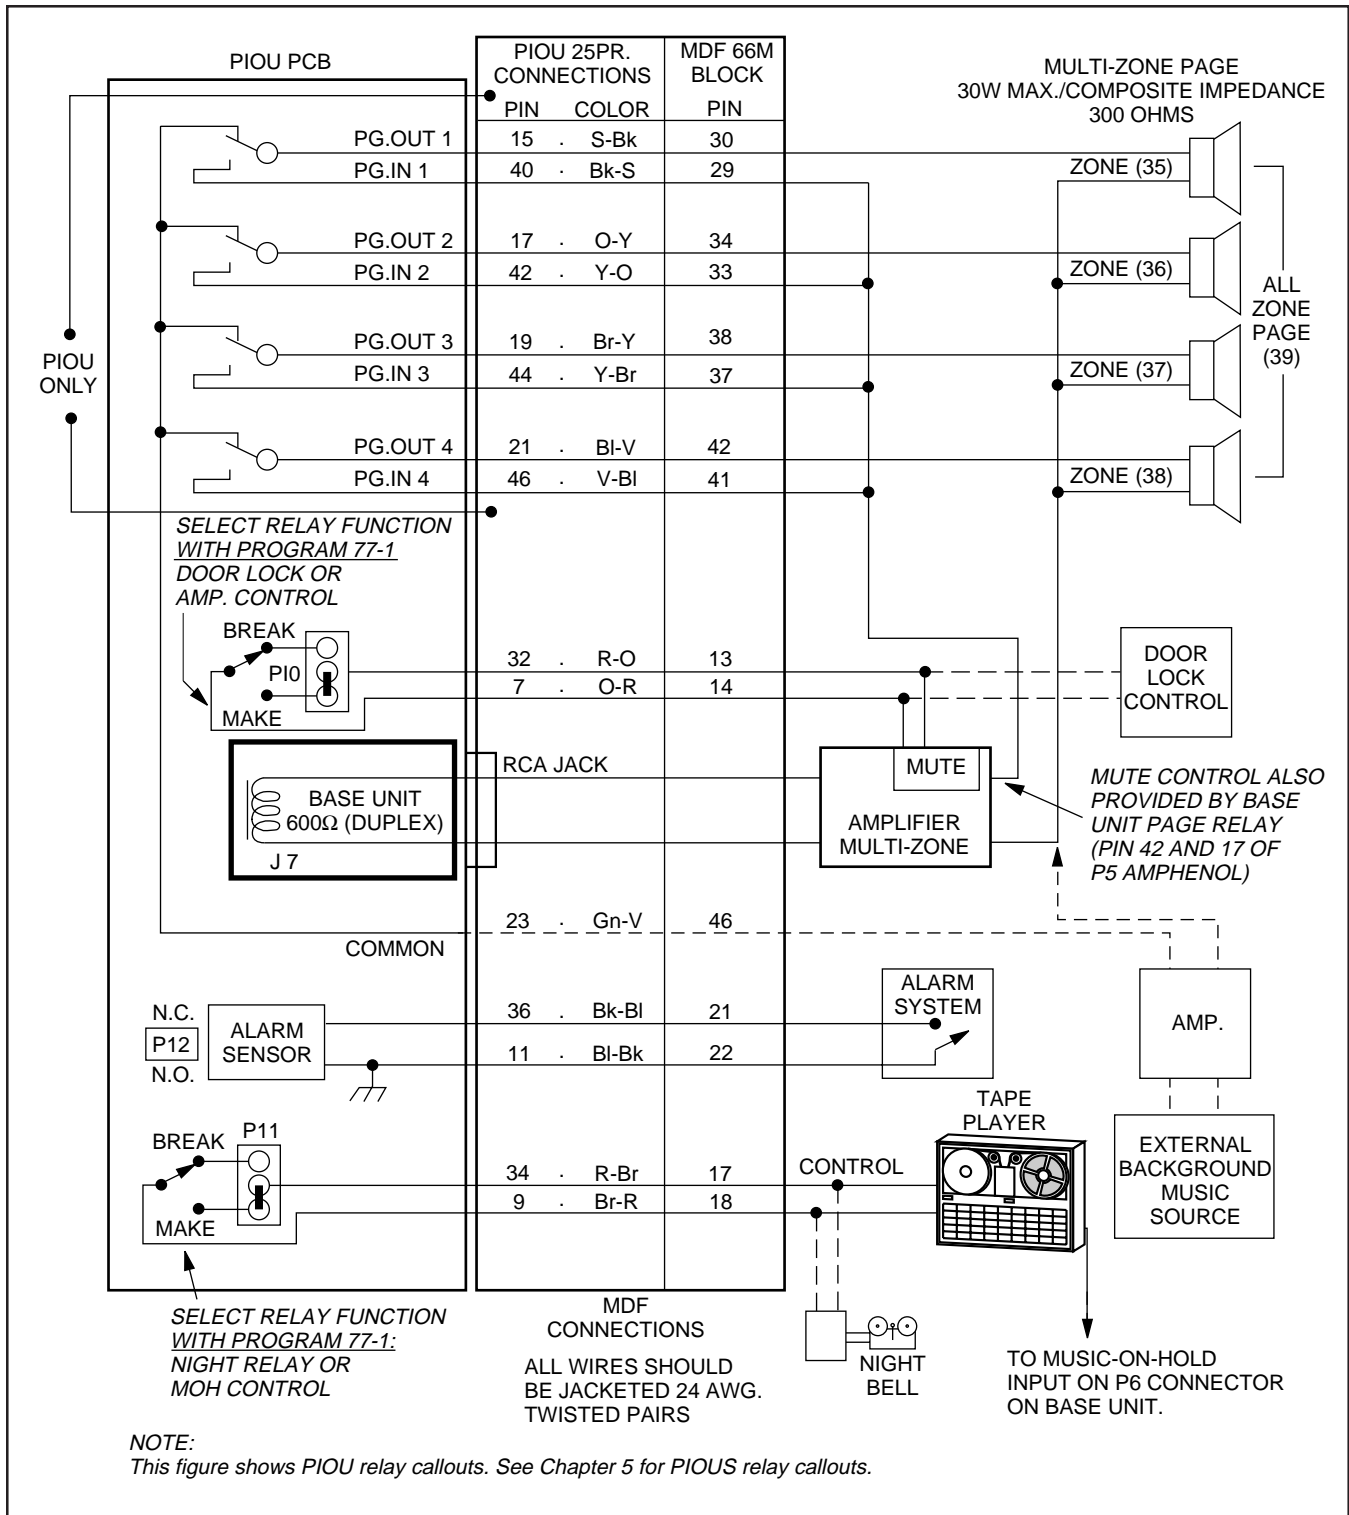 PIOU PCB
PIOU 25PR.
CONNECTIONS
PIN COLOR
MDF 66M
BLOCK
PIN
MULTI-ZONE PAGE
30W MAX./COMPOSITE IMPEDANCE
300 OHMS
PG.OUT 1 15 . S-Bk 30
PG.IN 1 40 . Bk-S 29
ZONE (35)
PG.OUT 2 17 . O-Y 34
PG.IN 2 42 . Y-O 33
ZONE (36)
PG.OUT 3 19 . Br-Y 38
PG.IN 3 44 . Y-Br 37
ZONE (37)
PG.OUT 4 21 . Bl-V 42
PG.IN 4 46 . V-Bl 41
ZONE (38)
ALL
ZONE
PAGE
(39)
PIOU
ONLY
SELECT RELAY FUNCTION
WITH PROGRAM 77-1
DOOR LOCK OR
AMP. CONTROL
BREAK
PI0
MAKE
32 . R-O 13
7 . O-R 14
DOOR
LOCK
CONTROL
RCA JACK
BASE UNIT
600Ω (DUPLEX)
J 7
MUTE
AMPLIFIER
MULTI-ZONE
MUTE CONTROL ALSO
PROVIDED BY BASE
UNIT PAGE RELAY
(PIN 42 AND 17 OF
P5 AMPHENOL)
23 . Gn-V 46
COMMON
N.C.
P12
N.O.
ALARM
SENSOR
36 . Bk-Bl 21
11 . Bl-Bk 22
ALARM
SYSTEM
AMP.
EXTERNAL
BACKGROUND
MUSIC
SOURCE
TAPE
PLAYER
BREAK
P11
MAKE
34 . R-Br 17
9 . Br-R 18
CONTROL
SELECT RELAY FUNCTION
WITH PROGRAM 77-1:
NIGHT RELAY OR
MOH CONTROL
MDF
CONNECTIONS
ALL WIRES SHOULD
BE JACKETED 24 AWG.
TWISTED PAIRS
NIGHT
BELL
TO MUSIC-ON-HOLD
INPUT ON P6 CONNECTOR
ON BASE UNIT.
NOTE:
This figure shows PIOU relay callouts. See Chapter 5 for PIOUS relay callouts.